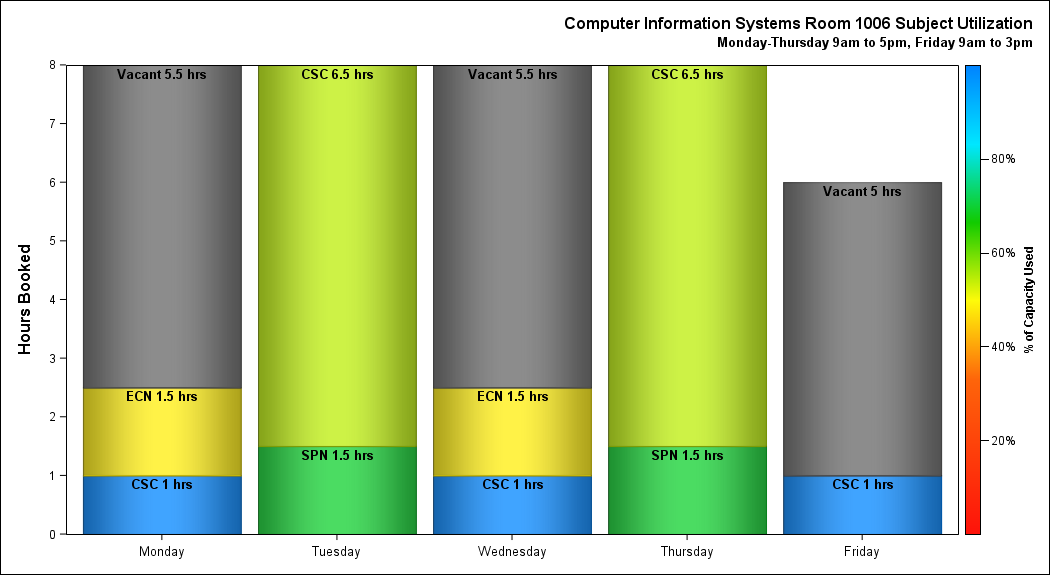 Computer Information Systems Room 1006 Subject Utilization
Monday-Thursday 9am to 5pm, Friday 9am to 3pm
Hours Booked
8
7
6
5
4
3
2
1
0
Vacant 5.5 hrs
ECN 1.5 hrs
CSC 1 hrs
CSC 6.5 hrs
SPN 1.5 hrs
Vacant 5.5 hrs
ECN 1.5 hrs
CSC 1 hrs
CSC 6.5 hrs
SPN 1.5 hrs
Vacant 5 hrs
CSC 1 hrs
Monday
Tuesday
Wednesday
Thursday
Friday
80%
60%
40%
20%
% of Capacity Used